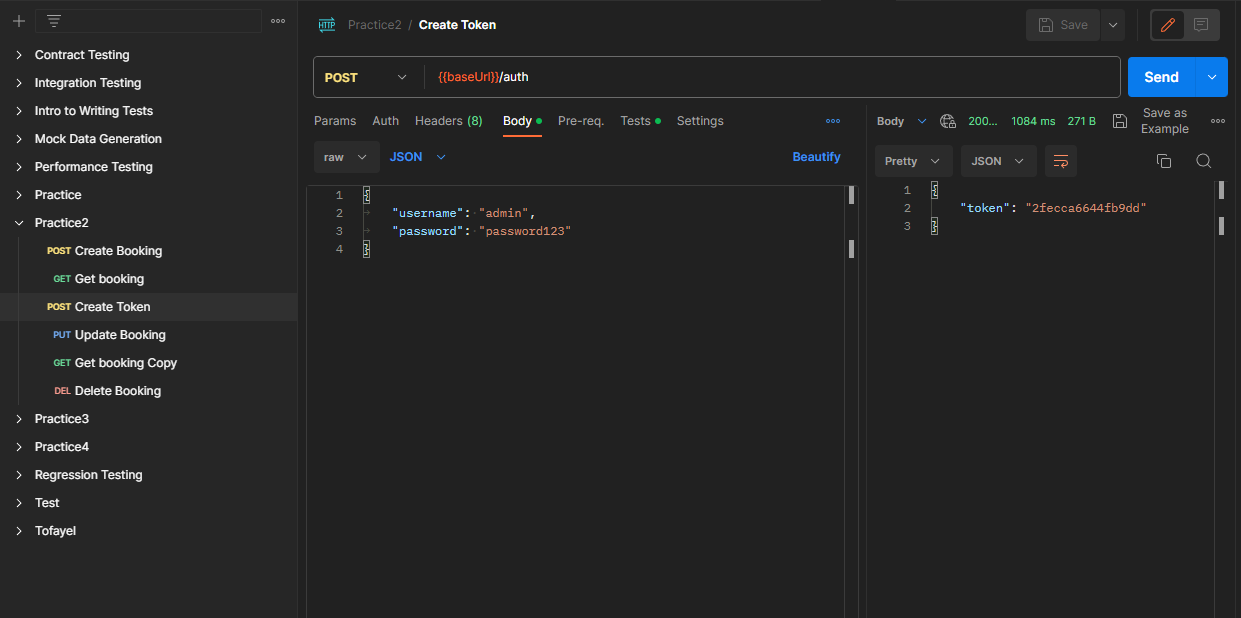 Contract Testing
Integration Testing
Intro to Writing Tests
Mock Data Generation
Performance Testing
Practice
Practice2
POST Create Booking
GET Get booking
POST Create Token
PUT Update Booking
GET Get booking Copy
DEL Delete Booking
Practice3
Practice4
Regression Testing
Test
Tofayel
HTTP Practice2 / Create Token
Save
POST {{baseUrl}}/auth
Send
Params Auth Headers (8) Body Pre-req. Tests Settings
raw JSON Beautify
1 {
2 "username": "admin",
3 "password": "password123"
4 }
Body 200... 1084 ms 271 B Save as
Example
Pretty JSON
1 {
2 "token": "2fecca6644fb9dd"
3 }